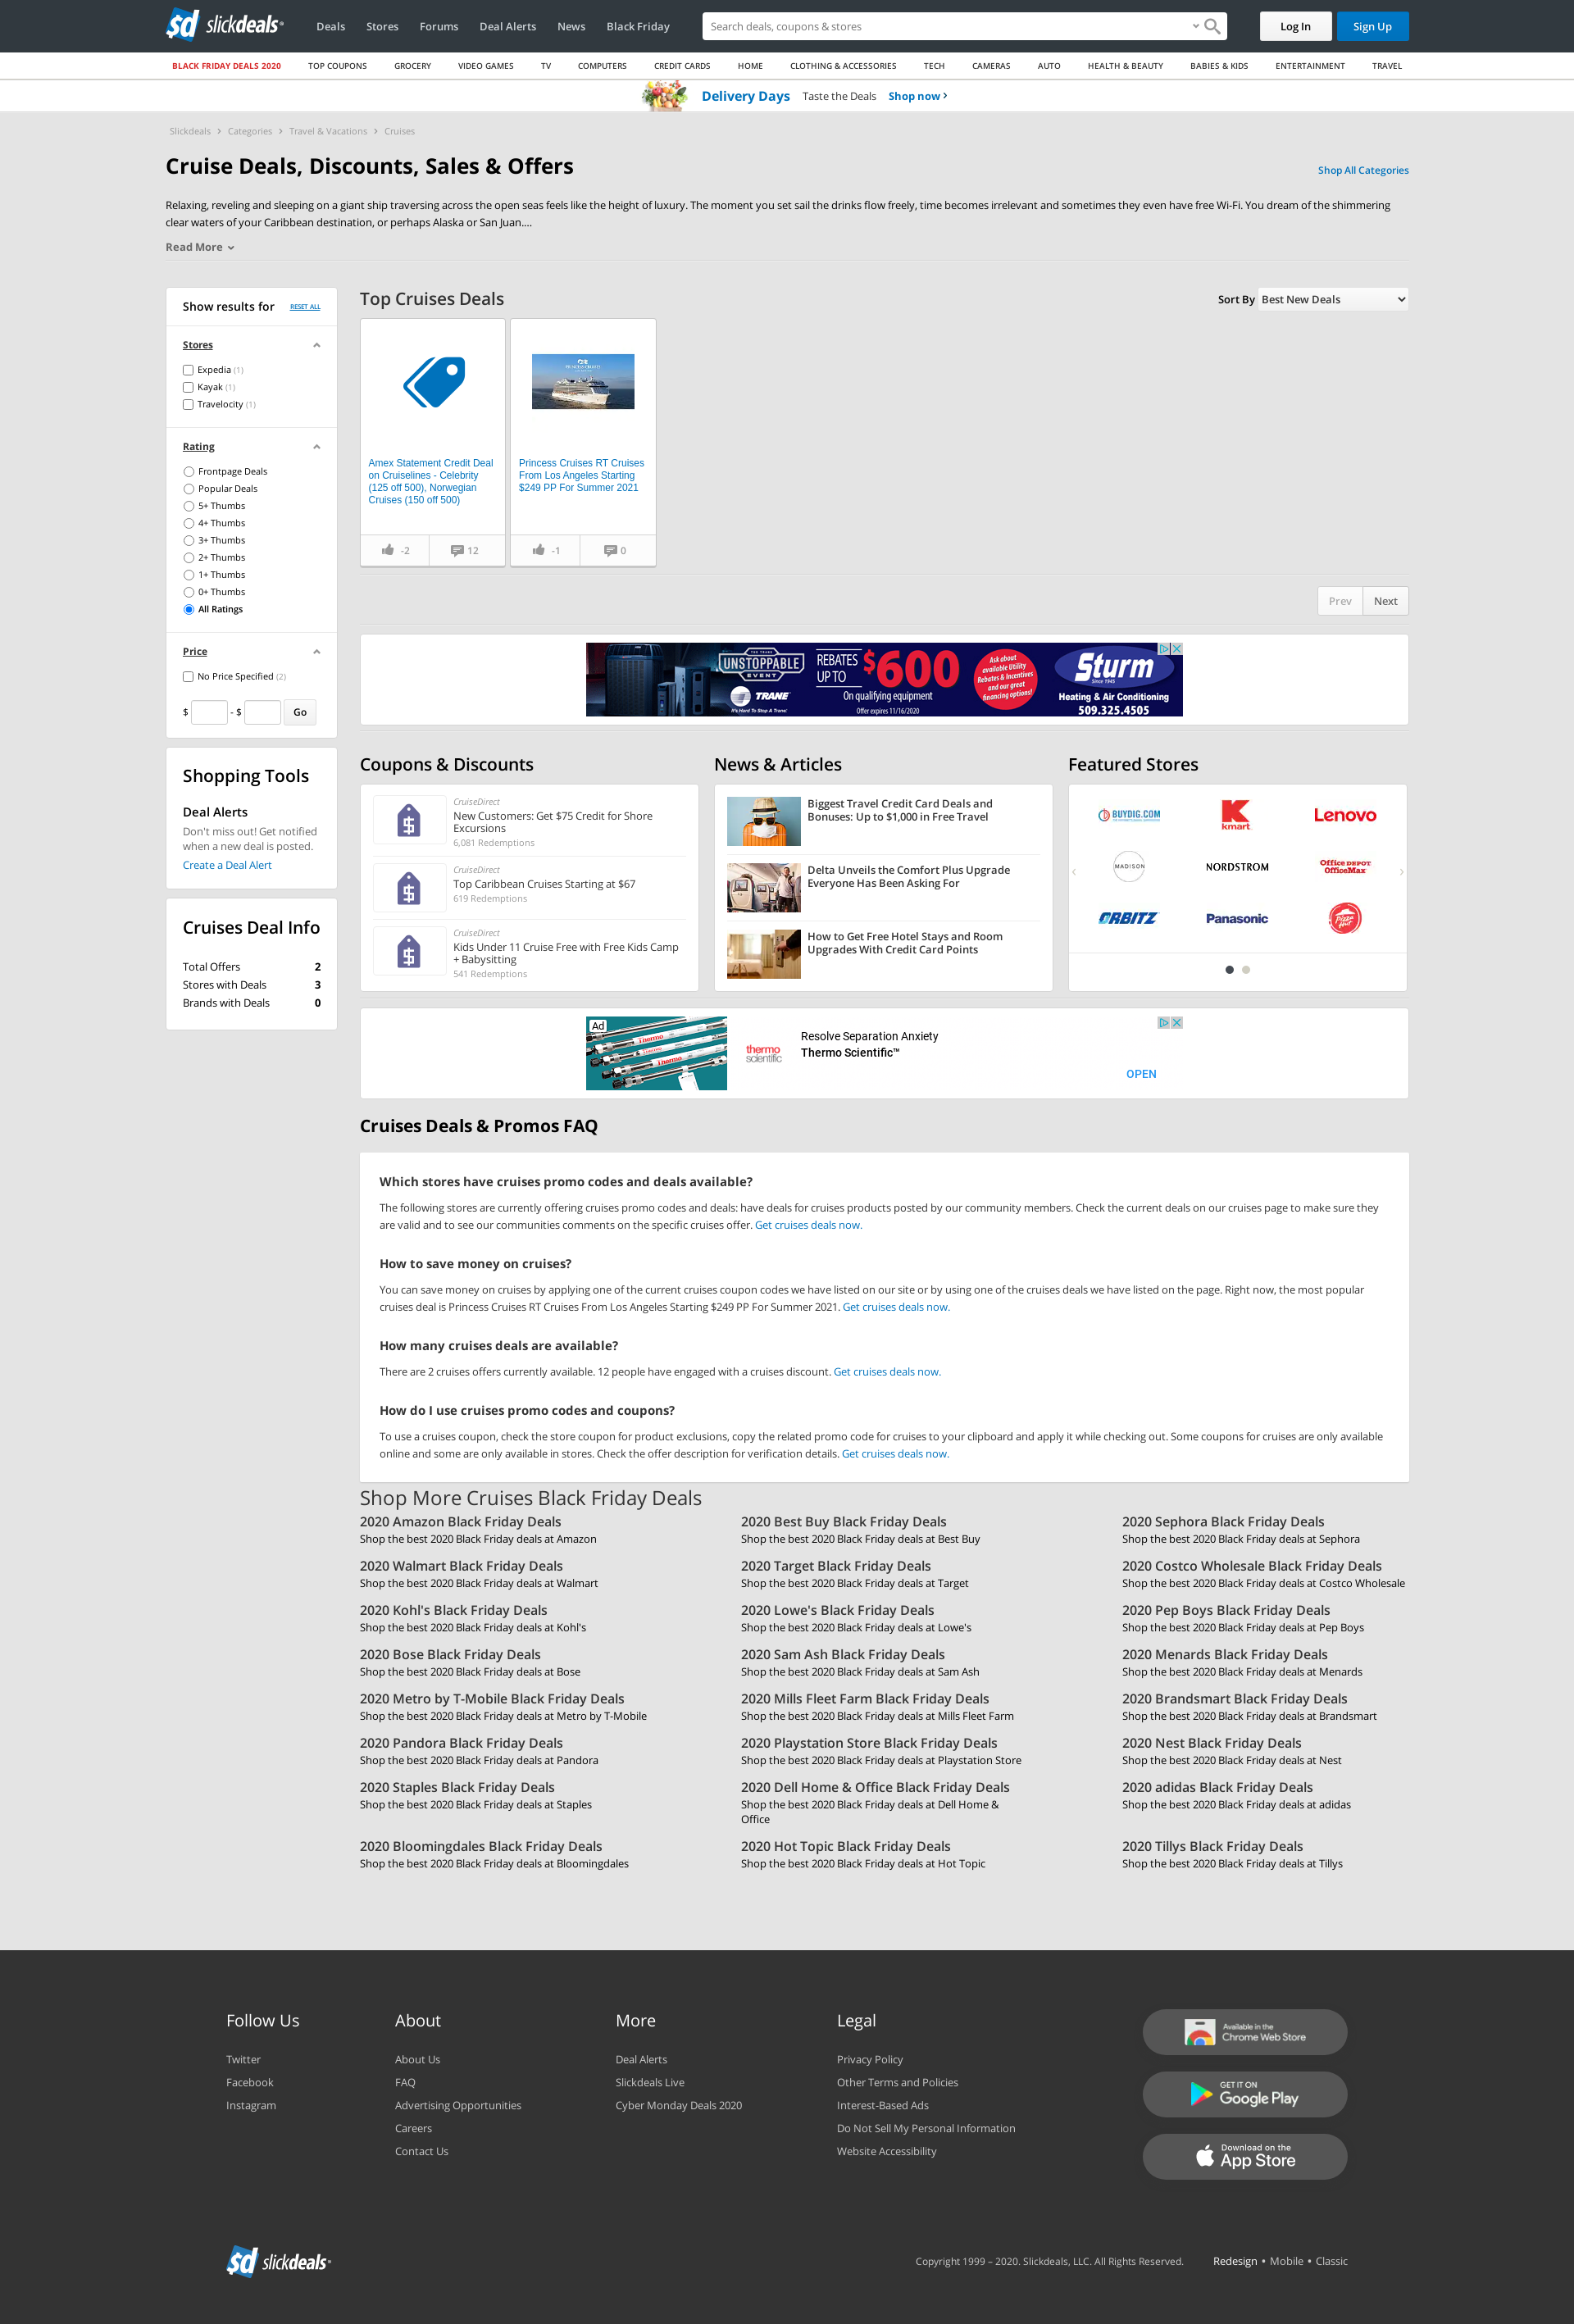 sd slickdeals
Deals Stores Forums Deal Alerts News Black Friday
Search deals, coupons & stores
Log In Sign Up
BLACK FRIDAY DEALS 2020 TOP COUPONS GROCERY VIDEO GAMES TV COMPUTERS CREDIT CARDS HOME CLOTHING & ACCESSORIES TECH CAMERAS AUTO HEALTH & BEAUTY BABIES & KIDS ENTERTAINMENT TRAVEL
Delivery Days Taste the Deals Shop now ›
Slickdeals › Categories › Travel & Vacations › Cruises
Cruise Deals, Discounts, Sales & Offers
Shop All Categories
Relaxing, reveling and sleeping on a giant ship traversing across the open seas feels like the height of luxury. The moment you set sail the drinks flow freely, time becomes irrelevant and sometimes they even have free Wi-Fi. You dream of the shimmering
clear waters of your Caribbean destination, or perhaps Alaska or San Juan....
Read More
Show results for RESET ALL
Stores
Expedia (1)
Kayak (1)
Travelocity (1)
Rating
Frontpage Deals
Popular Deals
5+ Thumbs
4+ Thumbs
3+ Thumbs
2+ Thumbs
1+ Thumbs
0+ Thumbs
All Ratings
Price
No Price Specified (2)
$ - $ Go
Shopping Tools
Deal Alerts
Don't miss out! Get notified
when a new deal is posted.
Create a Deal Alert
Cruises Deal Info
Total Offers 2
Stores with Deals 3
Brands with Deals 0
Top Cruises Deals
Sort By Best New Deals
Amex Statement Credit Deal
on Cruiselines - Celebrity
(125 off 500), Norwegian
Cruises (150 off 500)
-2 12
PRINCESS CRUISES
Princess Cruises RT Cruises
From Los Angeles Starting
$249 PP For Summer 2021
-1 0
Prev Next
THE TRANE
UNSTOPPABLE
EVENT
TRANE
It's Hard To Stop A Trane.
REBATES
UP TO $600
On qualifying equipment
Offer expires 11/16/2020
Ask about
available Utility
Rebates & Incentives
and our great
financing options!
Sturm
Since 1945
Heating & Air Conditioning
509.325.4505
Coupons & Discounts
CruiseDirect
New Customers: Get $75 Credit for Shore
Excursions
6,081 Redemptions
CruiseDirect
Top Caribbean Cruises Starting at $67
619 Redemptions
CruiseDirect
Kids Under 11 Cruise Free with Free Kids Camp
+ Babysitting
541 Redemptions
News & Articles
Biggest Travel Credit Card Deals and
Bonuses: Up to $1,000 in Free Travel
Delta Unveils the Comfort Plus Upgrade
Everyone Has Been Asking For
How to Get Free Hotel Stays and Room
Upgrades With Credit Card Points
Featured Stores
BUYDIG.COM kmart Lenovo
MADISON NORDSTROM Office DEPOT OfficeMax
ORBITZ Panasonic Pizza Hut
Ad
thermo
scientific
Resolve Separation Anxiety
Thermo Scientific™
OPEN
Cruises Deals & Promos FAQ
Which stores have cruises promo codes and deals available?
The following stores are currently offering cruises promo codes and deals: have deals for cruises products posted by our community members. Check the current deals on our cruises page to make sure they
are valid and to see our communities comments on the specific cruises offer. Get cruises deals now.
How to save money on cruises?
You can save money on cruises by applying one of the current cruises coupon codes we have listed on our site or by using one of the cruises deals we have listed on the page. Right now, the most popular
cruises deal is Princess Cruises RT Cruises From Los Angeles Starting $249 PP For Summer 2021. Get cruises deals now.
How many cruises deals are available?
There are 2 cruises offers currently available. 12 people have engaged with a cruises discount. Get cruises deals now.
How do I use cruises promo codes and coupons?
To use a cruises coupon, check the store coupon for product exclusions, copy the related promo code for cruises to your clipboard and apply it while checking out. Some coupons for cruises are only available
online and some are only available in stores. Check the offer description for verification details. Get cruises deals now.
Shop More Cruises Black Friday Deals
2020 Amazon Black Friday Deals 2020 Best Buy Black Friday Deals 2020 Sephora Black Friday Deals
Shop the best 2020 Black Friday deals at Amazon Shop the best 2020 Black Friday deals at Best Buy Shop the best 2020 Black Friday deals at Sephora
2020 Walmart Black Friday Deals 2020 Target Black Friday Deals 2020 Costco Wholesale Black Friday Deals
Shop the best 2020 Black Friday deals at Walmart Shop the best 2020 Black Friday deals at Target Shop the best 2020 Black Friday deals at Costco Wholesale
2020 Kohl's Black Friday Deals 2020 Lowe's Black Friday Deals 2020 Pep Boys Black Friday Deals
Shop the best 2020 Black Friday deals at Kohl's Shop the best 2020 Black Friday deals at Lowe's Shop the best 2020 Black Friday deals at Pep Boys
2020 Bose Black Friday Deals 2020 Sam Ash Black Friday Deals 2020 Menards Black Friday Deals
Shop the best 2020 Black Friday deals at Bose Shop the best 2020 Black Friday deals at Sam Ash Shop the best 2020 Black Friday deals at Menards
2020 Metro by T-Mobile Black Friday Deals 2020 Mills Fleet Farm Black Friday Deals 2020 Brandsmart Black Friday Deals
Shop the best 2020 Black Friday deals at Metro by T-Mobile Shop the best 2020 Black Friday deals at Mills Fleet Farm Shop the best 2020 Black Friday deals at Brandsmart
2020 Pandora Black Friday Deals 2020 Playstation Store Black Friday Deals 2020 Nest Black Friday Deals
Shop the best 2020 Black Friday deals at Pandora Shop the best 2020 Black Friday deals at Playstation Store Shop the best 2020 Black Friday deals at Nest
2020 Staples Black Friday Deals 2020 Dell Home & Office Black Friday Deals 2020 adidas Black Friday Deals
Shop the best 2020 Black Friday deals at Staples Shop the best 2020 Black Friday deals at Dell Home & Shop the best 2020 Black Friday deals at adidas
Office
2020 Bloomingdales Black Friday Deals 2020 Hot Topic Black Friday Deals 2020 Tillys Black Friday Deals
Shop the best 2020 Black Friday deals at Bloomingdales Shop the best 2020 Black Friday deals at Hot Topic Shop the best 2020 Black Friday deals at Tillys
Follow Us
Twitter
Facebook
Instagram
About
About Us
FAQ
Advertising Opportunities
Careers
Contact Us
More
Deal Alerts
Slickdeals Live
Cyber Monday Deals 2020
Legal
Privacy Policy
Other Terms and Policies
Interest-Based Ads
Do Not Sell My Personal Information
Website Accessibility
Available in the
Chrome Web Store
GET IT ON
Google Play
Download on the
App Store
sd slickdeals
Copyright 1999 – 2020. Slickdeals, LLC. All Rights Reserved. Redesign • Mobile • Classic